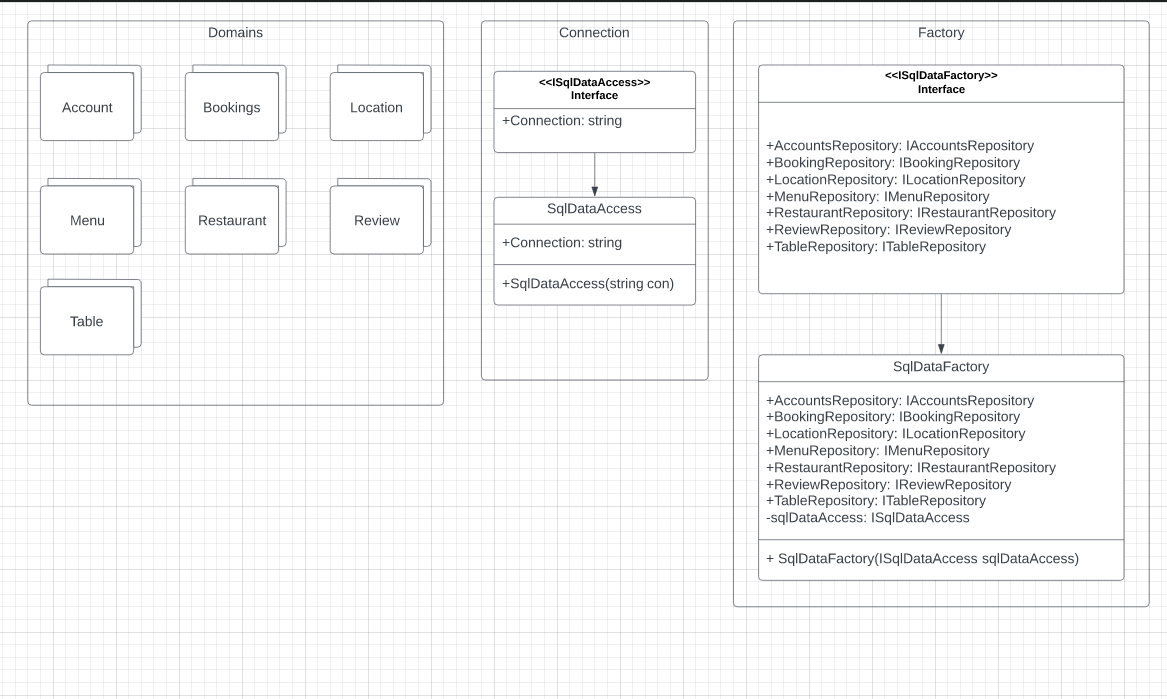 Domains
Account
Bookings
Location
Menu
Restaurant
Review
Table
Connection
<<ISqlDataAccess>>
Interface
+Connection: string
SqlDataAccess
+Connection: string
+SqlDataAccess(string con)
Factory
<<ISqlDataFactory>>
Interface
+AccountsRepository: IAccountsRepository
+BookingRepository: IBookingRepository
+LocationRepository: ILocationRepository
+MenuRepository: IMenuRepository
+RestaurantRepository: IRestaurantRepository
+ReviewRepository: IReviewRepository
+TableRepository: ITableRepository
SqlDataFactory
+AccountsRepository: IAccountsRepository
+BookingRepository: IBookingRepository
+LocationRepository: ILocationRepository
+MenuRepository: IMenuRepository
+RestaurantRepository: IRestaurantRepository
+ReviewRepository: IReviewRepository
+TableRepository: ITableRepository
-sqlDataAccess: ISqlDataAccess
+ SqlDataFactory(ISqlDataAccess sqlDataAccess)